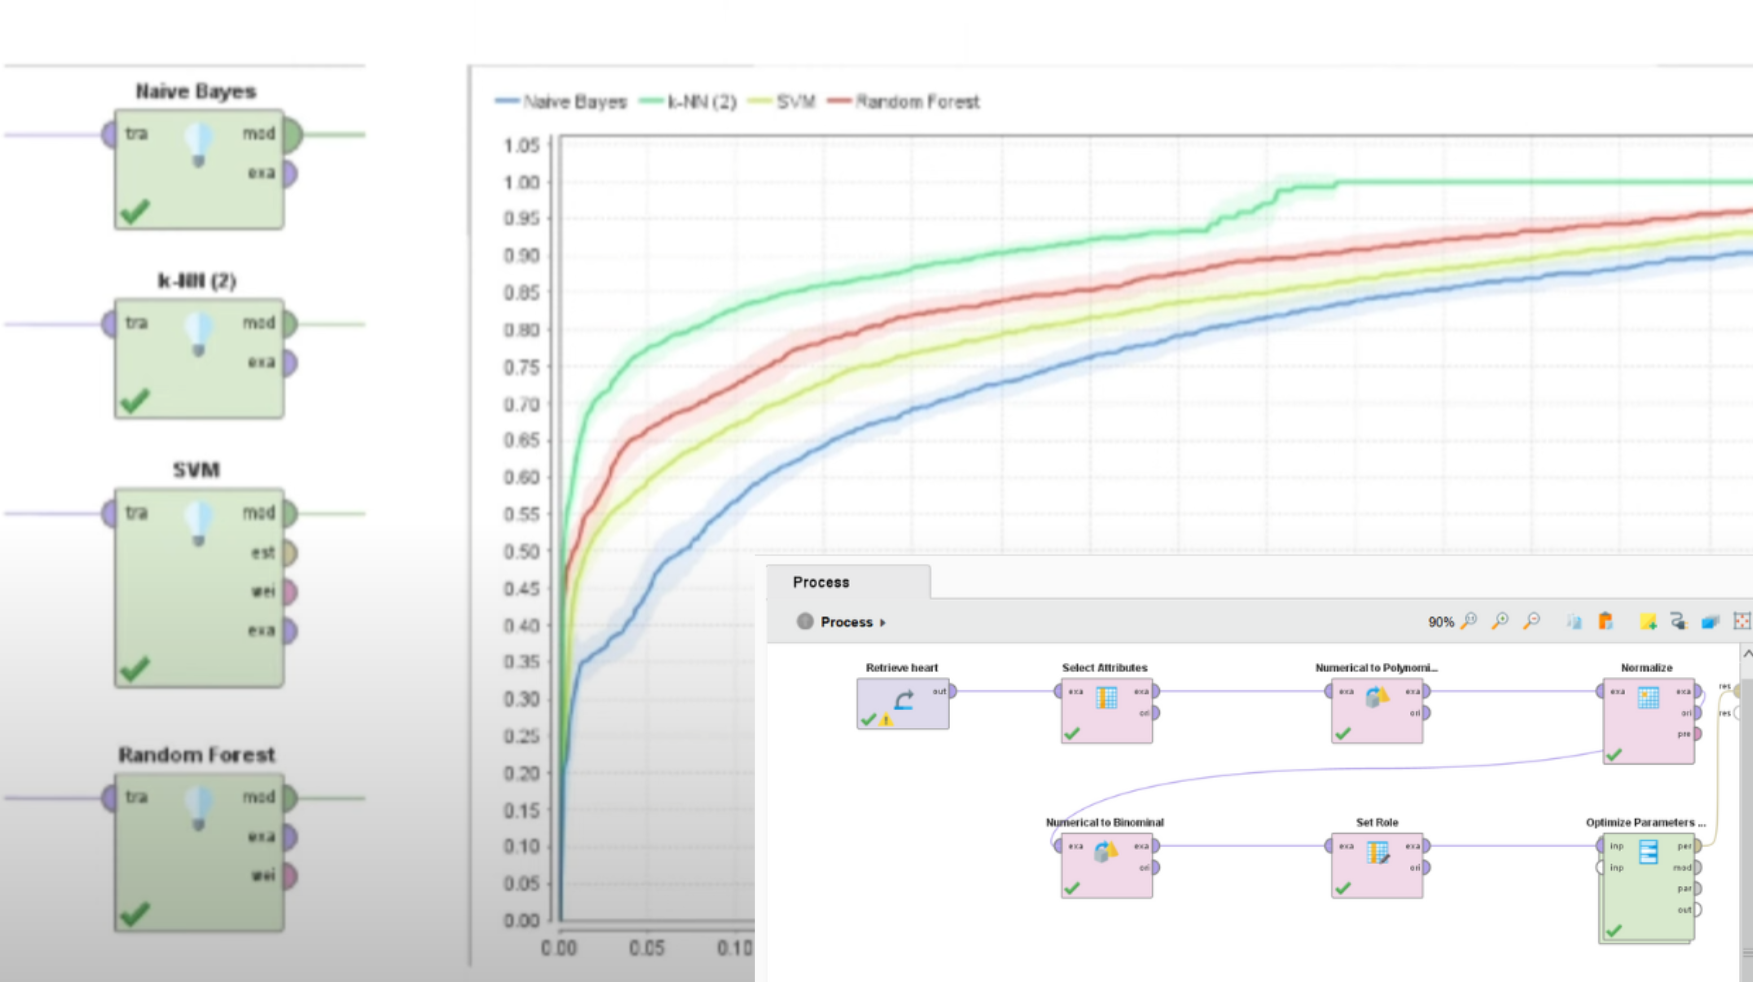 Naive Bayes
tra mod
exa
k-NN (2)
tra mod
exa
SVM
tra mod
est
wei
exa
Random Forest
tra mod
exa
wei
Naive Bayes k-NN (2) SVM Random Forest
1.05
1.00
0.95
0.90
0.85
0.80
0.75
0.70
0.65
0.60
0.55
0.50
0.45
0.40
0.35
0.30
0.25
0.20
0.15
0.10
0.05
0.00
0.00 0.05 0.10
Process
Process
90%
Retrieve heart
out
Select Attributes
exa exa
ori
Numerical to Polynomi...
exa exa
ori
Normalize
exa exa
ori
pre
res
res
Numerical to Binominal
exa exa
ori
Set Role
exa exa
ori
Optimize Parameters ...
inp per
inp mod
par
out